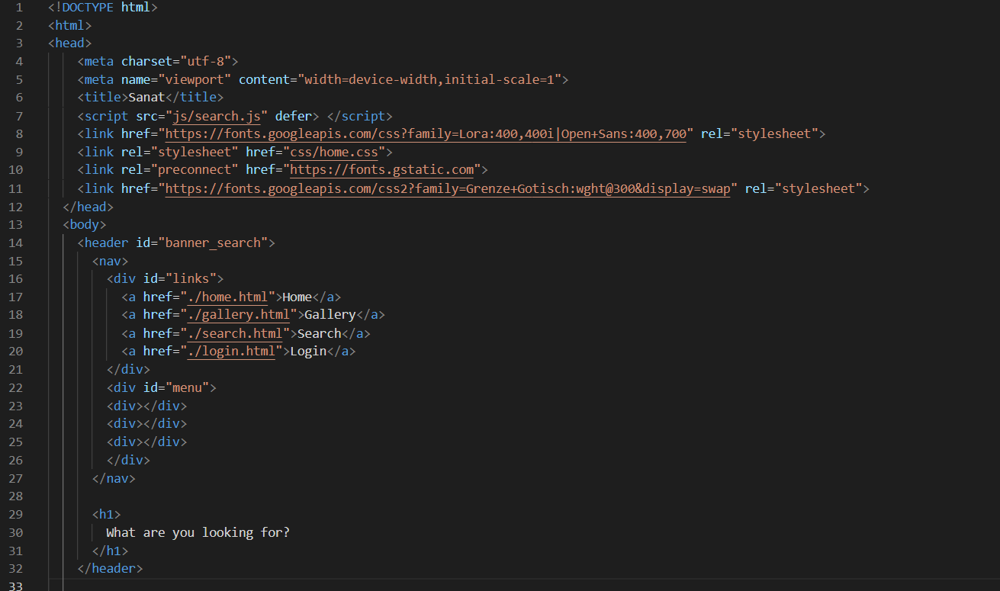 1 <!DOCTYPE html>
2 <html>
3 <head>
4     <meta charset="utf-8">
5     <meta name="viewport" content="width=device-width,initial-scale=1">
6     <title>Sanat</title>
7     <script src="js/search.js" defer> </script>
8     <link href="https://fonts.googleapis.com/css?family=Lora:400,400i|Open+Sans:400,700" rel="stylesheet">
9     <link rel="stylesheet" href="css/home.css">
10     <link rel="preconnect" href="https://fonts.gstatic.com">
11     <link href="https://fonts.googleapis.com/css2?family=Grenze+Gotisch:wght@300&display=swap" rel="stylesheet">
12   </head>
13   <body>
14     <header id="banner_search">
15       <nav>
16         <div id="links">
17           <a href="./home.html">Home</a>
18           <a href="./gallery.html">Gallery</a>
19           <a href="./search.html">Search</a>
20           <a href="./login.html">Login</a>
21         </div>
22         <div id="menu">
23         <div></div>
24         <div></div>
25         <div></div>
26         </div>
27       </nav>
28
29       <h1>
30         What are you looking for?
31       </h1>
32     </header>
33